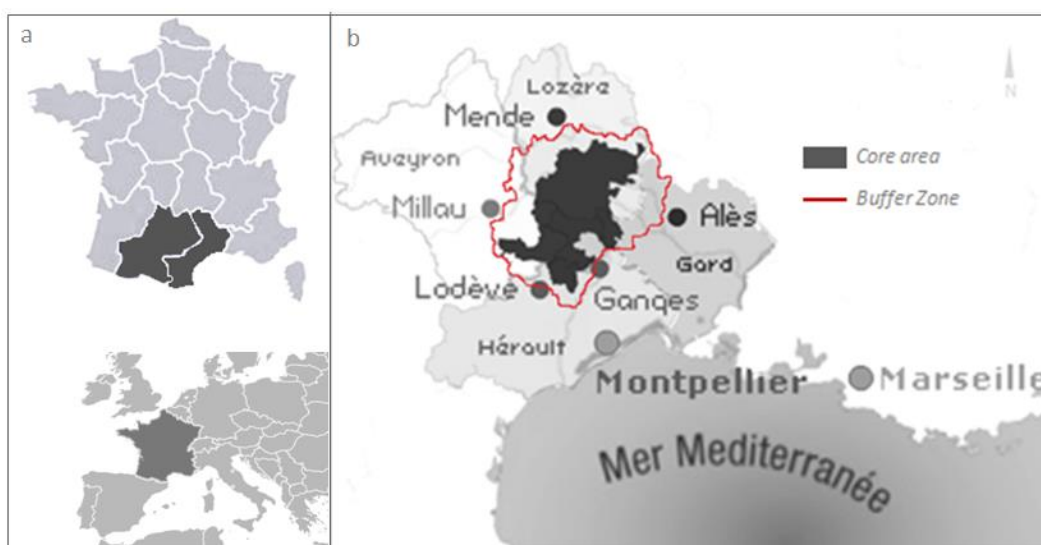 a
b
N
Lozère
Mende
Aveyron
Core area
Buffer Zone
Millau
Alès
Gard
Lodève
Ganges
Hérault
Montpellier
Marseille
Mer Mediterranée